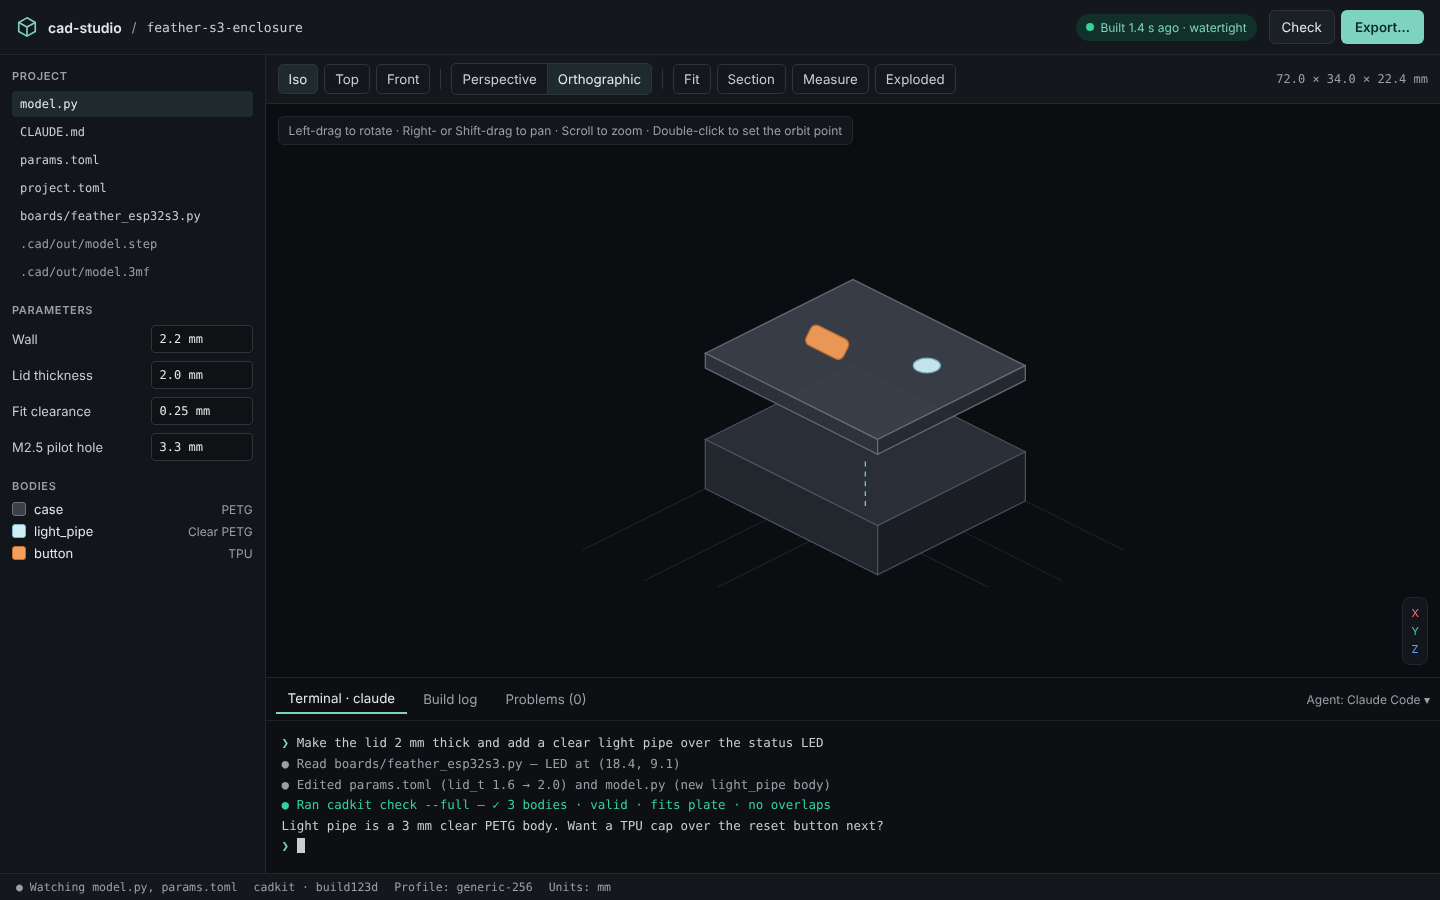 cad-studio / feather-s3-enclosure
Built 1.4 s ago · watertight
Check
Export...
PROJECT
model.py
CLAUDE.md
params.toml
project.toml
boards/feather_esp32s3.py
.cad/out/model.step
.cad/out/model.3mf
PARAMETERS
Wall 2.2 mm
Lid thickness 2.0 mm
Fit clearance 0.25 mm
M2.5 pilot hole 3.3 mm
BODIES
case PETG
light_pipe Clear PETG
button TPU
Iso Top Front Perspective Orthographic Fit Section Measure Exploded 72.0 × 34.0 × 22.4 mm
Left-drag to rotate · Right- or Shift-drag to pan · Scroll to zoom · Double-click to set the orbit point
X
Y
Z
Terminal · claude Build log Problems (0) Agent: Claude Code ▾
❯ Make the lid 2 mm thick and add a clear light pipe over the status LED
● Read boards/feather_esp32s3.py — LED at (18.4, 9.1)
● Edited params.toml (lid_t 1.6 → 2.0) and model.py (new light_pipe body)
● Ran cadkit check --full — ✓ 3 bodies · valid · fits plate · no overlaps
Light pipe is a 3 mm clear PETG body. Want a TPU cap over the reset button next?
❯
● Watching model.py, params.toml cadkit · build123d Profile: generic-256 Units: mm